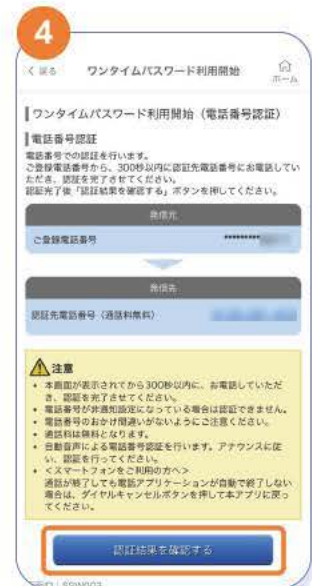 4
く 戻る ワンタイムパスワード利用開始 ホーム
ワンタイムパスワード利用開始（電話番号認証）
電話番号認証
電話番号での認証を行います。
ご登録電話番号から、300秒以内に認証先電話番号にお電話してい
ただき、認証を完了させてください。
認証完了後「認証結果を確認する」ボタンを押してください。
発信元
ご登録電話番号 *********
発信先
認証先電話番号（通話料無料）
注意
• 本画面が表示されてから300秒以内に、お電話していただ
き、認証を完了させてください。
• 電話番号が非通知設定になっている場合は認証できません。
• 電話番号のおかけ間違いがないようにご注意ください。
• 通話料は無料となります。
• 自動音声による電話番号認証を行います。アナウンスに従
い、認証を行ってください。
• ＜スマートフォンをご利用の方へ＞
通話が終了しても電話アプリケーションが自動で終了しない
場合は、ダイヤルキャンセルボタンを押して本アプリに戻っ
てください。
認証結果を確認する